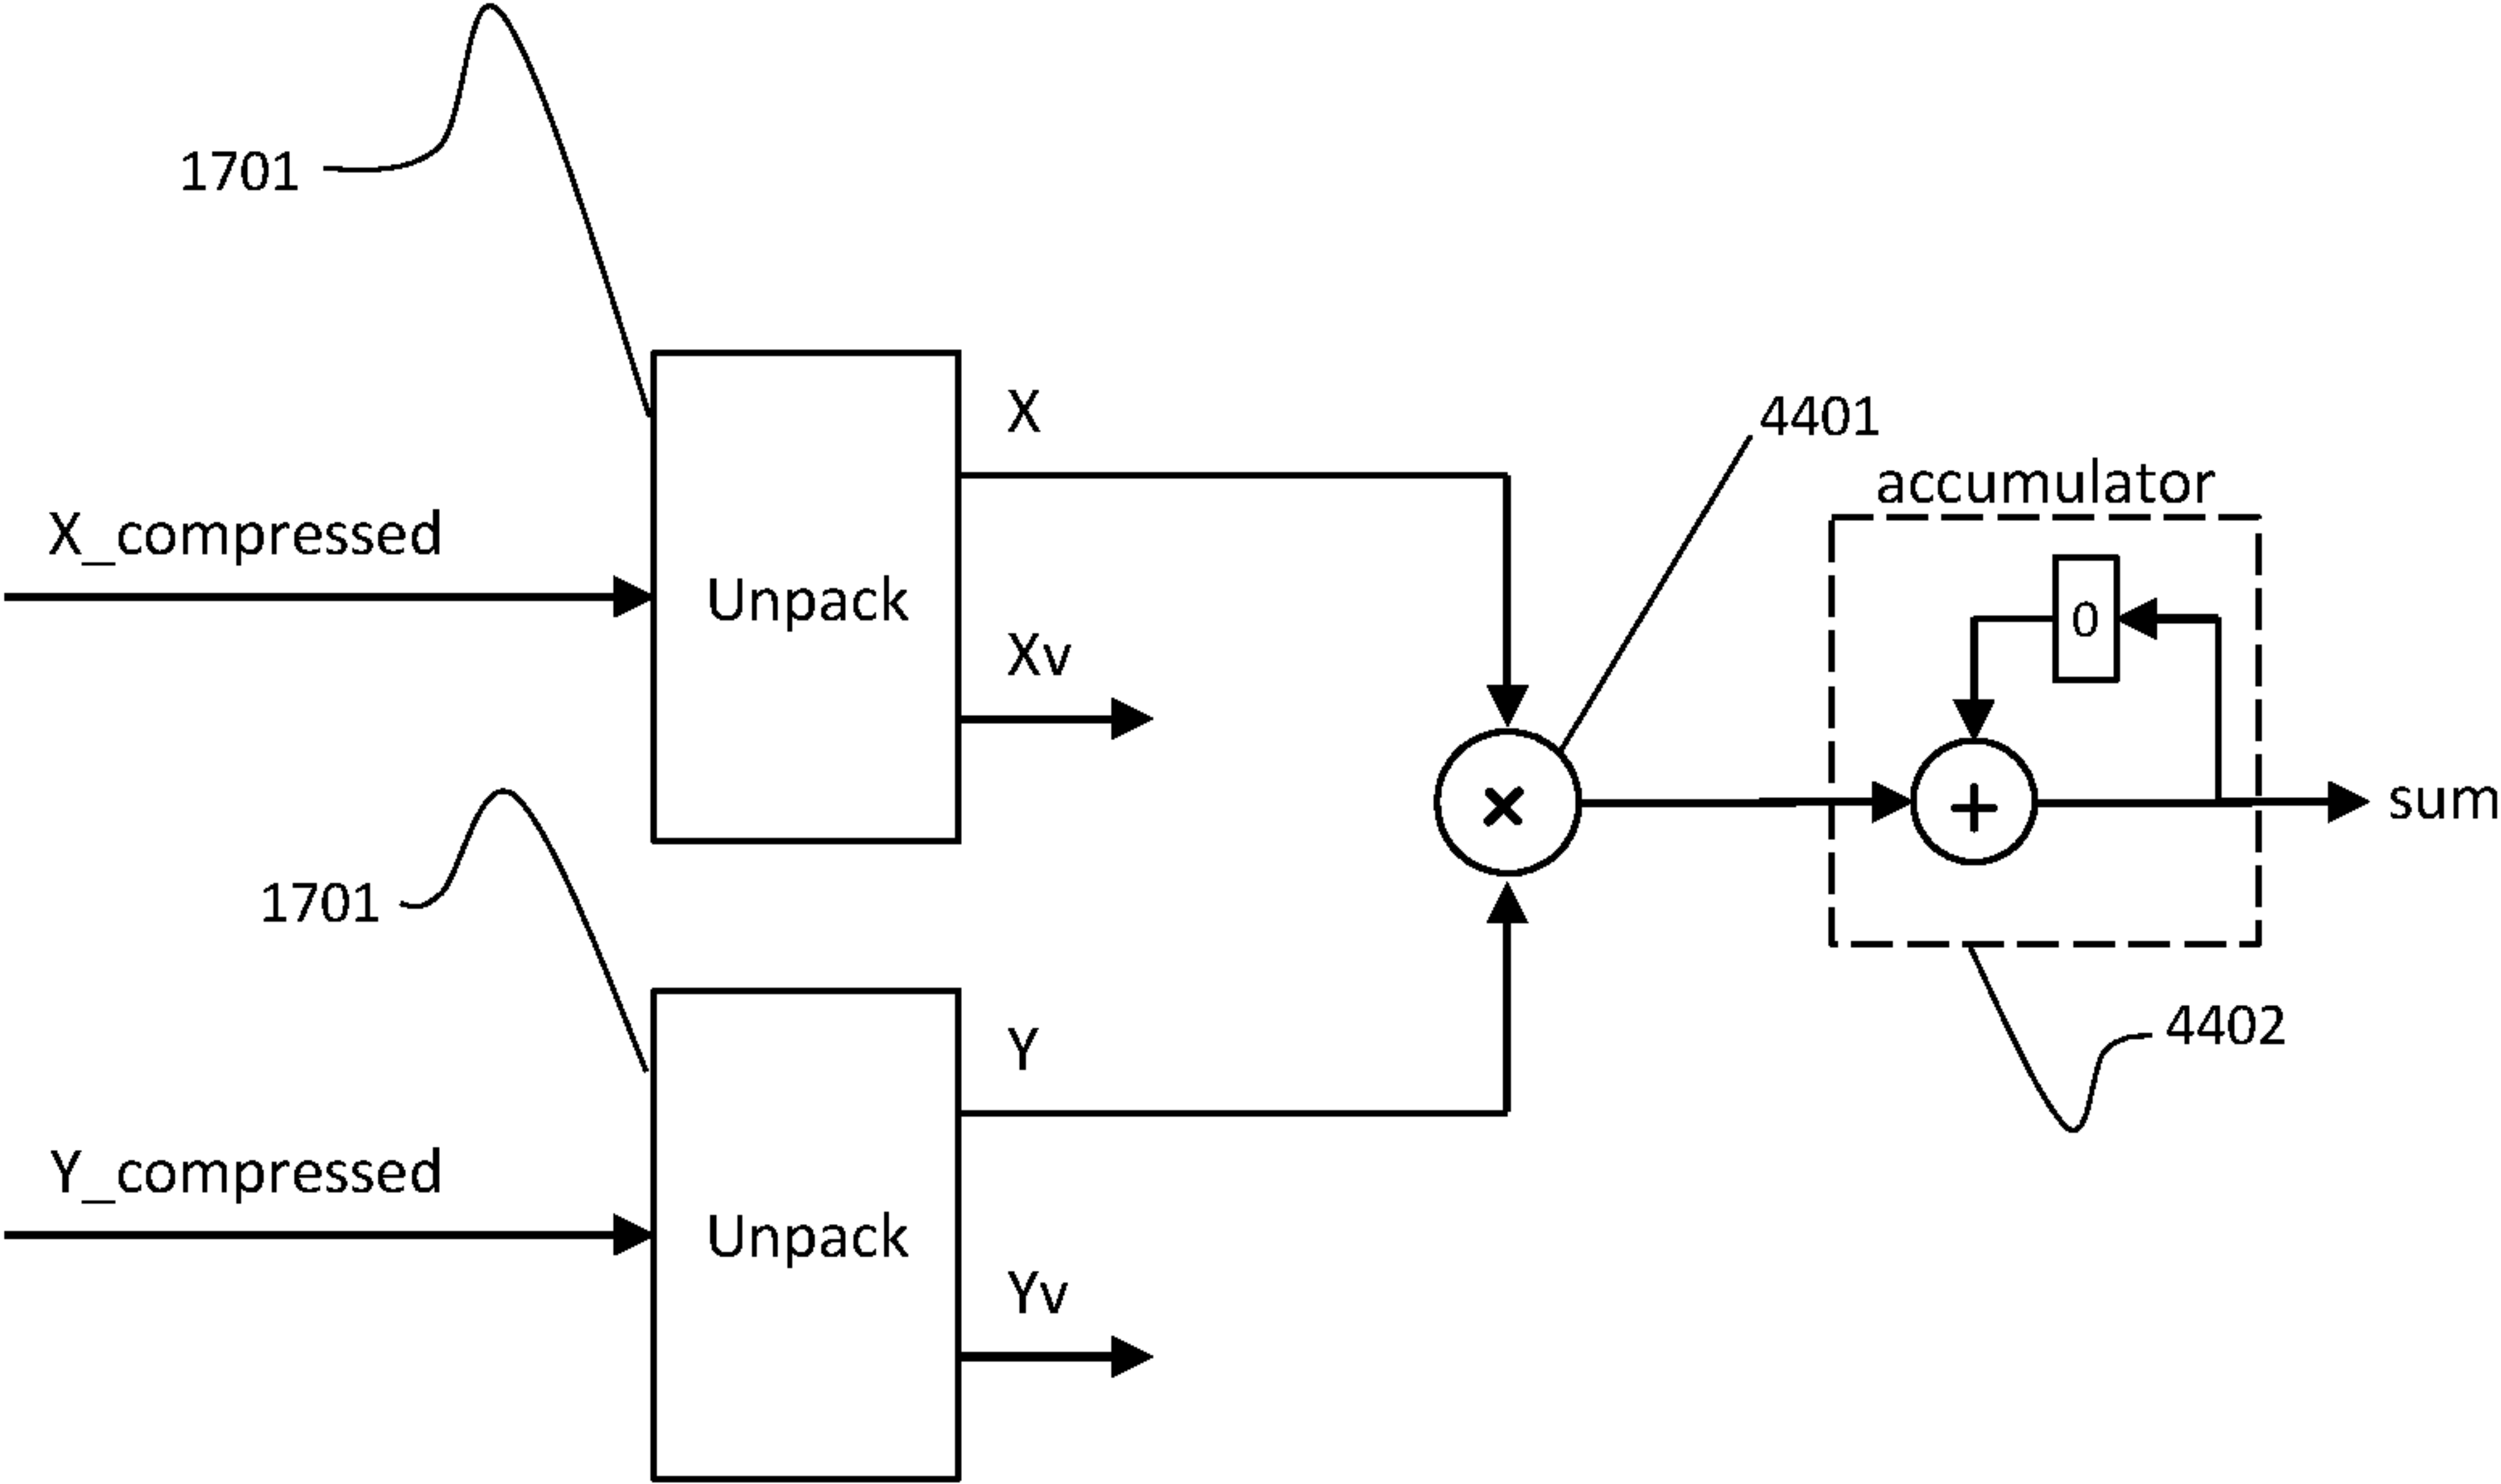 1701
X
4401
accumulator
X_compressed
Unpack
0
Xv
×
+
sum
1701
Y
4402
Y_compressed
Unpack
Yv